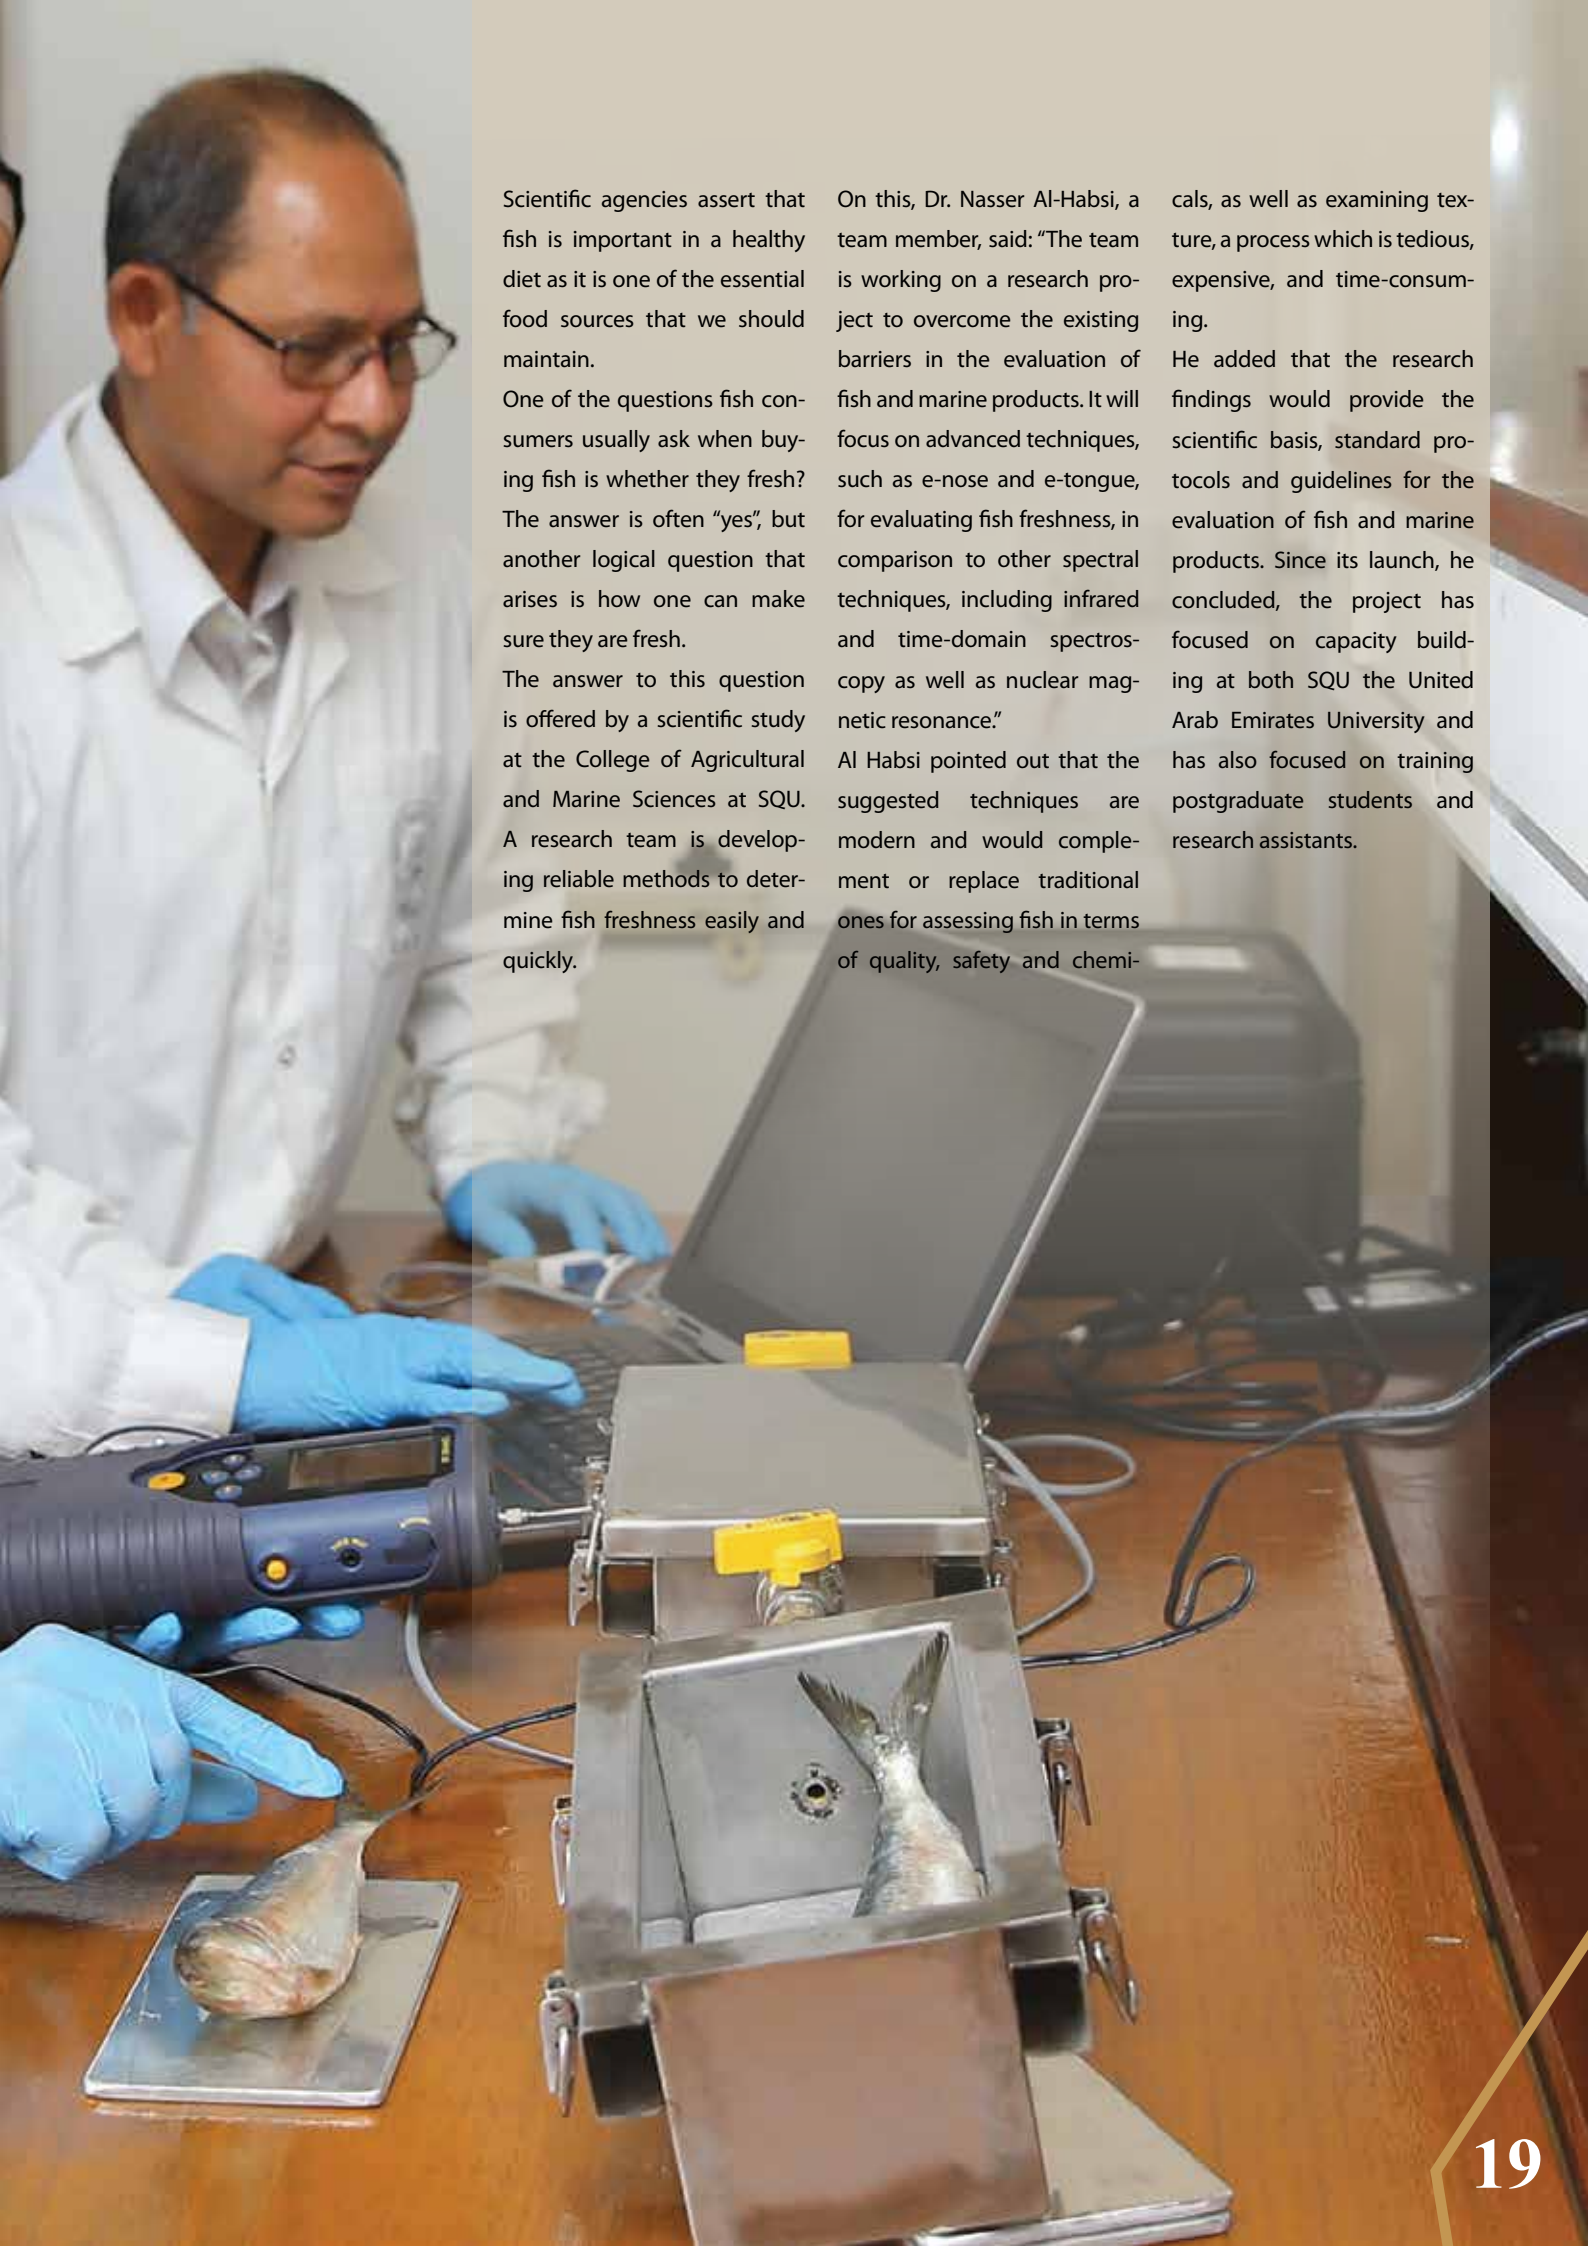 Scientific agencies assert that
fish is important in a healthy
diet as it is one of the essential
food sources that we should
maintain.
One of the questions fish con-
sumers usually ask when buy-
ing fish is whether they fresh?
The answer is often “yes”, but
another logical question that
arises is how one can make
sure they are fresh.
The answer to this question
is offered by a scientific study
at the College of Agricultural
and Marine Sciences at SQU.
A research team is develop-
ing reliable methods to deter-
mine fish freshness easily and
quickly.
On this, Dr. Nasser Al-Habsi, a
team member, said: “The team
is working on a research pro-
ject to overcome the existing
barriers in the evaluation of
fish and marine products. It will
focus on advanced techniques,
such as e-nose and e-tongue,
for evaluating fish freshness, in
comparison to other spectral
techniques, including infrared
and time-domain spectros-
copy as well as nuclear mag-
netic resonance.”
Al Habsi pointed out that the
suggested techniques are
modern and would comple-
ment or replace traditional
ones for assessing fish in terms
of quality, safety and chemi-
cals, as well as examining tex-
ture, a process which is tedious,
expensive, and time-consum-
ing.
He added that the research
findings would provide the
scientific basis, standard pro-
tocols and guidelines for the
evaluation of fish and marine
products. Since its launch, he
concluded, the project has
focused on capacity build-
ing at both SQU the United
Arab Emirates University and
has also focused on training
postgraduate students and
research assistants.
19